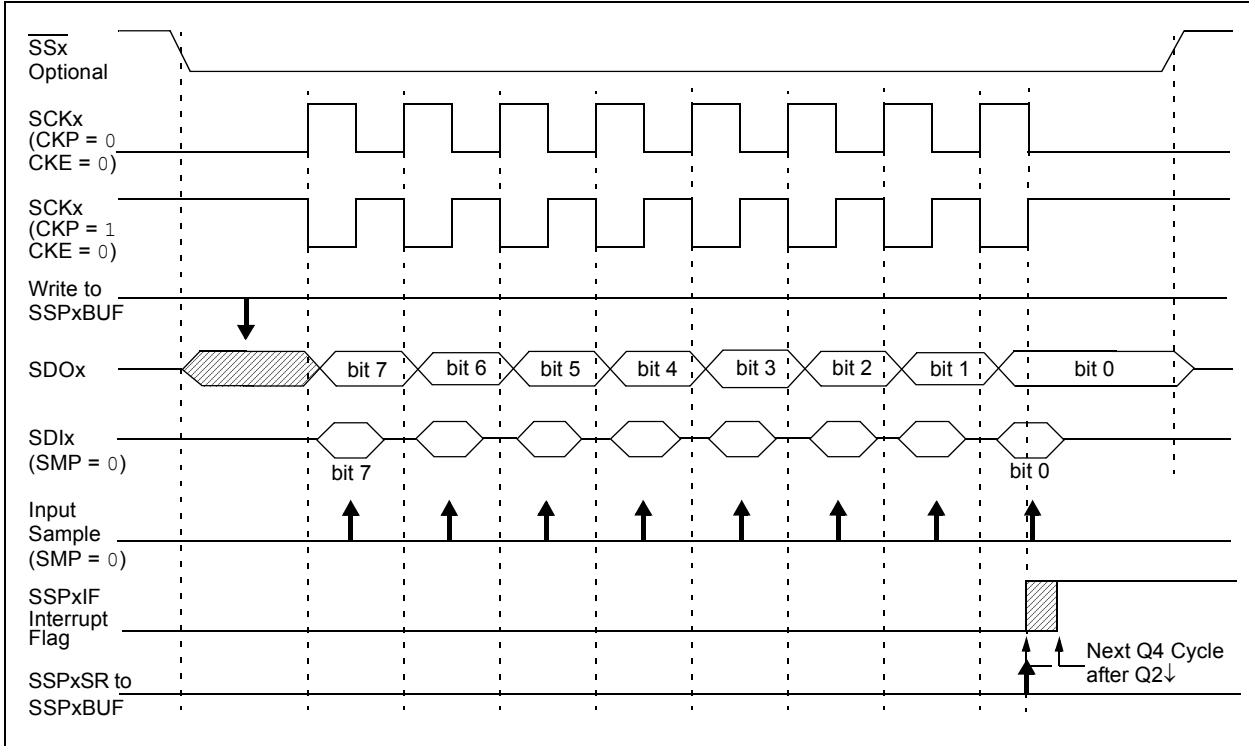 SSx
Optional
SCKx
(CKP = 0
CKE = 0)
SCKx
(CKP = 1
CKE = 0)
Write to
SSPxBUF
SDOx
bit 7
bit 6
bit 5
bit 4
bit 3
bit 2
bit 1
bit 0
SDIx
(SMP = 0)
bit 7
bit 0
Input
Sample
(SMP = 0)
SSPxIF
Interrupt
Flag
Next Q4 Cycle
after Q2↓
SSPxSR to
SSPxBUF